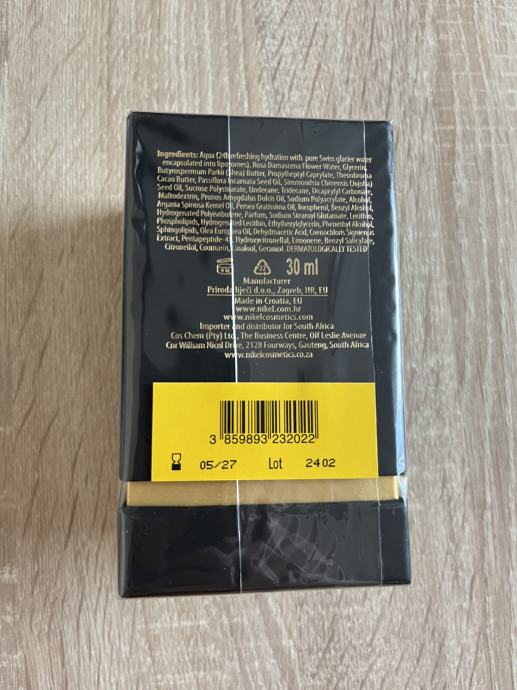 Ingredients: Aqua (24h refreshing hydration with pure Swiss glacier water
encapsulated into liposomes), Rosa Damascena Flower Water, Glycerin,
Butyrospermum Parkii (Shea) Butter, Propylheptyl Caprylate, Theobroma
Cacao Butter, Passiflora Incarnata Seed Oil, Simmondsia Chinensis (Jojoba)
Seed Oil, Sucrose Polystearate, Undecane, Tridecane, Dicaprylyl Carbonate,
Maltodextrin, Prunus Amygdalus Dulcis Oil, Sodium Polyacrylate, Alcohol,
Argania Spinosa Kernel Oil, Persea Gratissima Oil, Tocopherol, Benzyl Alcohol,
Hydrogenated Polyisobutene, Parfum, Sodium Stearoyl Glutamate, Lecithin,
Phospholipids, Hydrogenated Lecithin, Ethylhexylglycerin, Phenethyl Alcohol,
Sphingolipids, Olea Europaea Oil, Dehydroacetic Acid, Coenochloris Signiensis
Extract, Pentapeptide-48, Hydroxycitronellal, Limonene, Benzyl Salicylate,
Citronellol, Coumarin, Linalool, Geraniol. DERMATOLOGICALLY TESTED
30 ml
Manufacturer
Priroda liječi d.o.o., Zagreb, HR, EU
Made in Croatia, EU
www.nikel.com.hr
www.nikelcosmetics.com
Importer and distributor for South Africa
Cos Chem (Pty) Ltd., The Business Centre, Off Leslie Avenue
Cnr William Nicol Drive, 2128 Fourways, Gauteng, South Africa
www.nikelcosmetics.co.za
3 859893 232022
05/27 Lot 2402